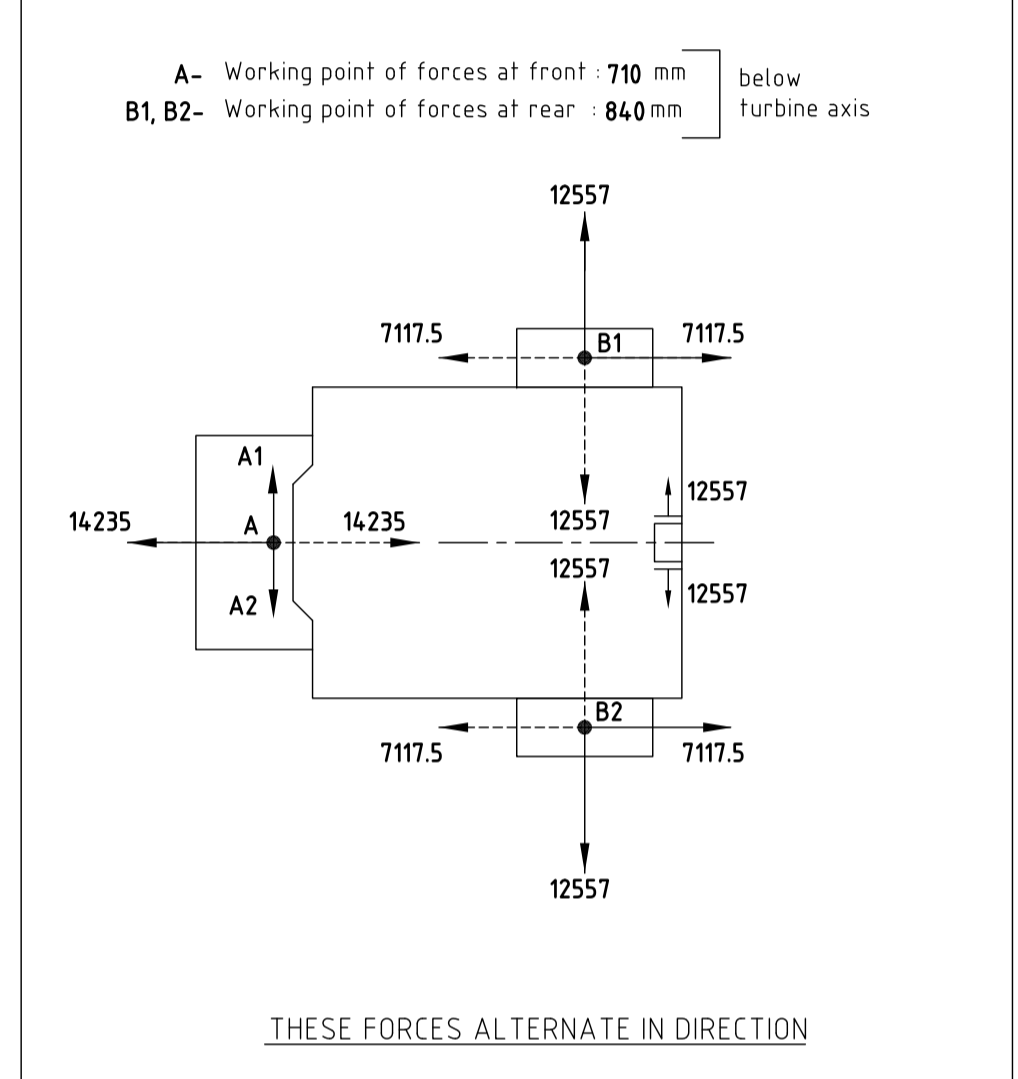 A- Working point of forces at front : 710 mm
B1, B2- Working point of forces at rear : 840 mm
below
turbine axis
12557
7117.5
B1
7117.5
A1
12557
14235
A
14235
12557
12557
12557
A2
B2
7117.5
7117.5
12557
THESE FORCES ALTERNATE IN DIRECTION